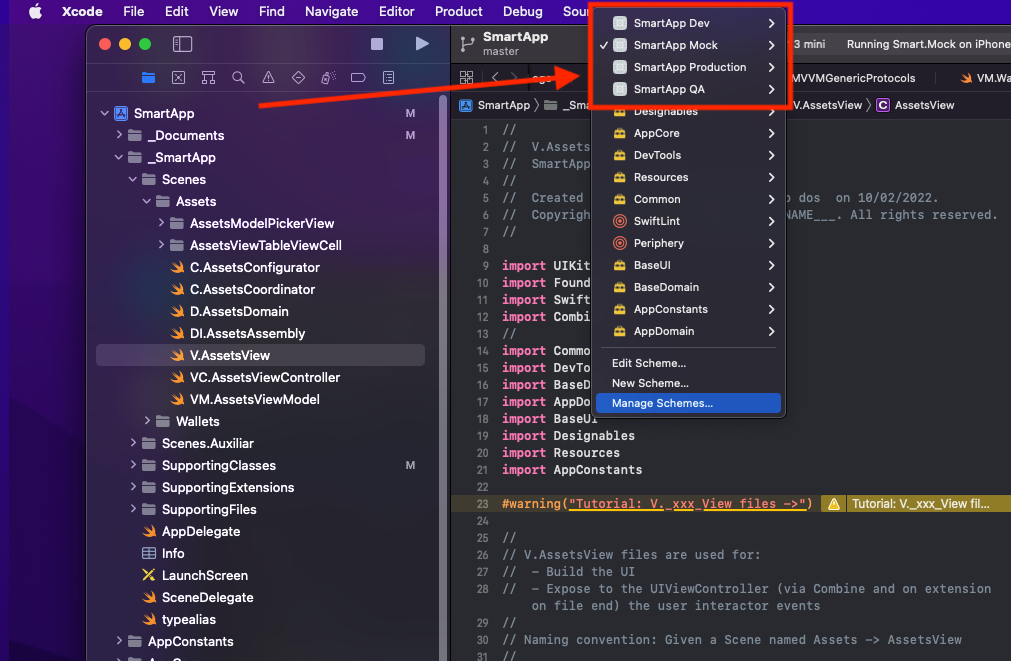 Xcode File Edit View Find Navigate Editor Product Debug
SmartApp
master
3 mini
Running Smart.Mock on iPhone
SmartApp Dev
SmartApp Mock
SmartApp Production
SmartApp QA
Designables
AppCore
DevTools
Resources
Common
SwiftLint
Periphery
BaseUI
BaseDomain
AppConstants
AppDomain
Edit Scheme...
New Scheme...
Manage Schemes...
MVVMGenericProtocols
SmartApp
V.AssetsView
C AssetsView
SmartApp M
_Documents M
_SmartApp
Scenes
Assets
AssetsModelPickerView
AssetsViewTableViewCell
C.AssetsConfigurator
C.AssetsCoordinator
D.AssetsDomain
DI.AssetsAssembly
V.AssetsView
VC.AssetsViewController
VM.AssetsViewModel
Wallets
Scenes.Auxiliar
SupportingClasses M
SupportingExtensions
SupportingFiles
AppDelegate
Info
LaunchScreen
SceneDelegate
typealias
AppConstants
1 //
2 // V.Assets
3 // SmartApp
4 //
5 // Created dos on 10/02/2022.
6 // Copyrigh NAME___. All rights reserved.
7 //
8
9 import UIKit
10 import Found
11 import Swift
12 import Combi
13 //
14 import Commo
15 import DevTo
16 import BaseD
17 import AppDo
18 import BaseUI
19 import Designables
20 import Resources
21 import AppConstants
22
23 #warning("Tutorial: V._xxx_View files ->") Tutorial: V._xxx_View fil...
24
25 //
26 // V.AssetsView files are used for:
27 // - Build the UI
28 // - Expose to the UIViewController (via Combine and on extension
on file end) the user interactor events
29 //
30 // Naming convention: Given a Scene named Assets -> AssetsView
31 //